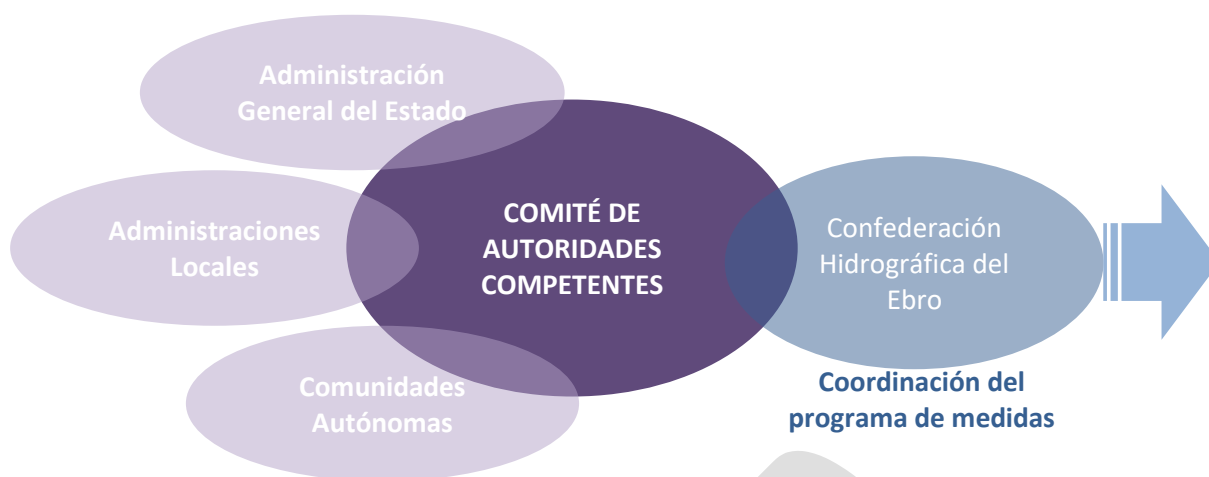 Administración
General del Estado
Administraciones
Locales
Comunidades
Autónomas
COMITÉ DE
AUTORIDADES
COMPETENTES
Confederación
Hidrográfica del
Ebro
Coordinación del
programa de medidas